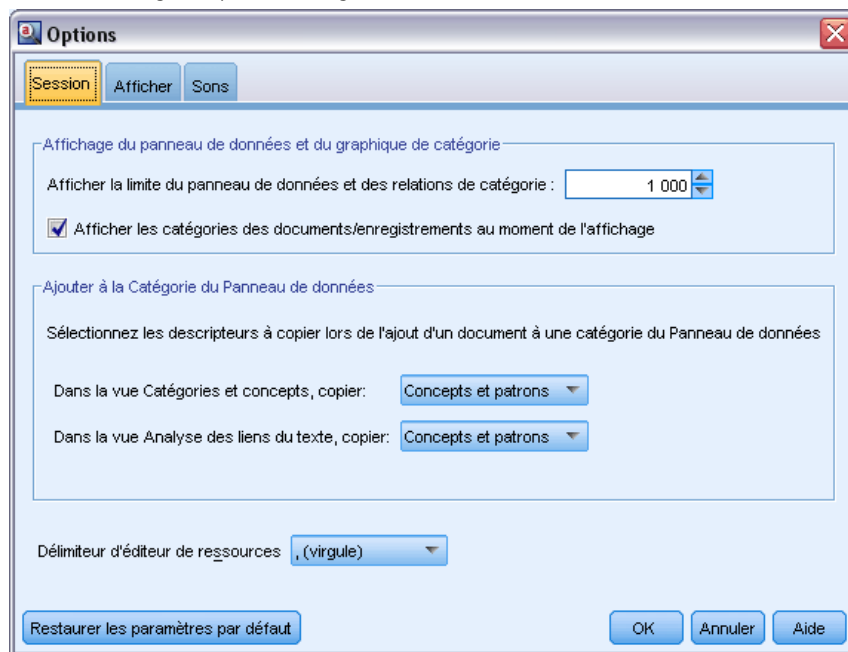 Options
Session Afficher Sons
Affichage du panneau de données et du graphique de catégorie
Afficher la limite du panneau de données et des relations de catégorie : 1 000
Afficher les catégories des documents/enregistrements au moment de l'affichage
Ajouter à la Catégorie du Panneau de données
Sélectionnez les descripteurs à copier lors de l'ajout d'un document à une catégorie du Panneau de données
Dans la vue Catégories et concepts, copier: Concepts et patrons
Dans la vue Analyse des liens du texte, copier: Concepts et patrons
Délimiteur d'éditeur de ressources , (virgule)
Restaurer les paramètres par défaut OK Annuler Aide